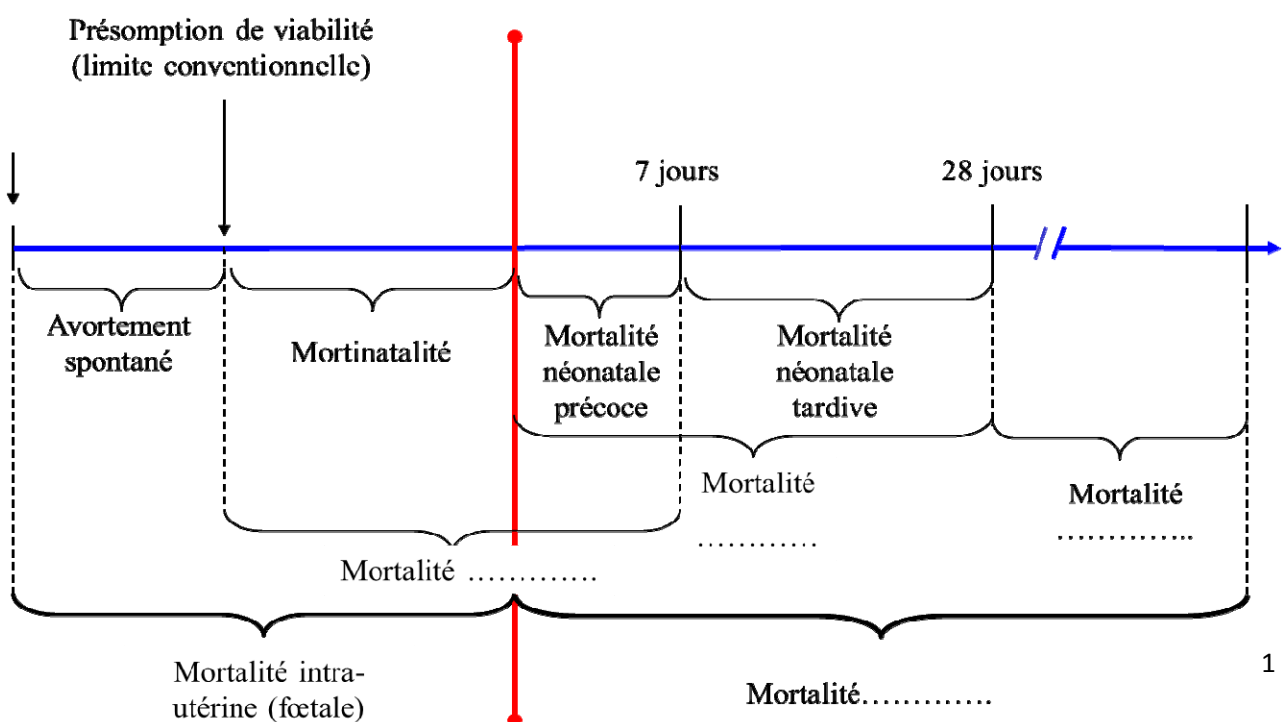 Présomption de viabilité
(limite conventionnelle)
7 jours
28 jours
Avortement
spontané
Mortinatalité
Mortalité
néonatale
précoce
Mortalité
néonatale
tardive
Mortalité
............
Mortalité
..............
Mortalité .............
Mortalité intra-
utérine (fœtale)
Mortalité.............
1